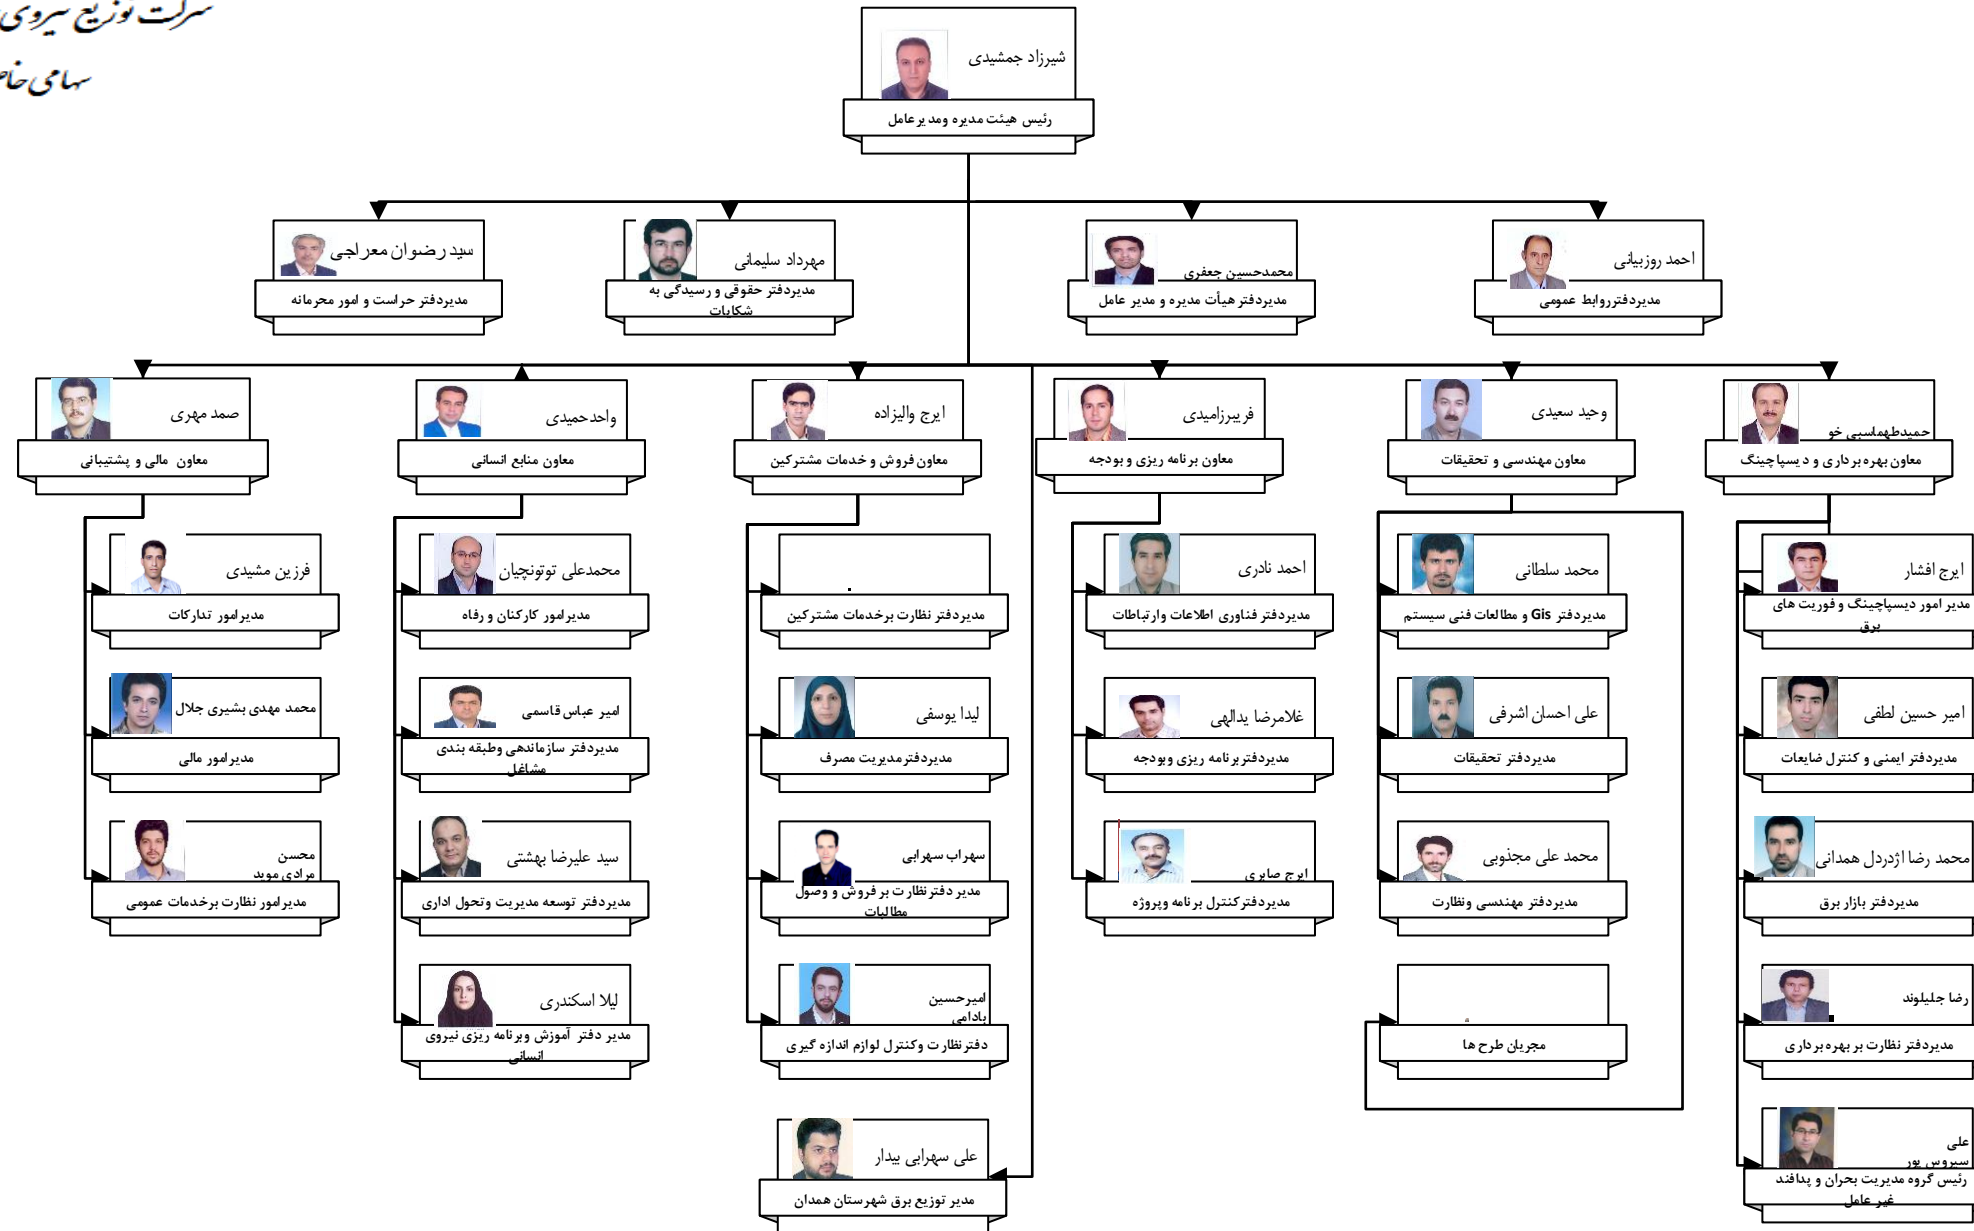 شرکت توزیع نیروی
سهامی خاص
شیرزاد جمشیدی
رئیس هیئت مدیره ومدیرعامل
احمد روزبیانی
مدیردفترروابط عمومی
محمدحسین جعفری
مدیردفترهیأت مدیره و مدیر عامل
مهرداد سلیمانی
مدیردفتر حقوقی و رسیدگی به
شکایات
سید رضوان معراجی
مدیردفتر حراست و امور محرمانه
حمیدطهماسبی خو
معاون بهره برداری و دیسپاچینگ
ایرج افشار
مدیر امور دیسپاچینگ و فوریت های
برق
امیر حسین لطفی
مدیردفتر ایمنی و کنترل ضایعات
محمد رضا اژدردل همدانی
مدیردفتر بازار برق
رضا جلیلوند
مدیردفتر نظارت بر بهره برداری
علی
سیروس پور
رئیس گروه مدیریت بحران و پدافند
غیر عامل
وحید سعیدی
معاون مهندسی و تحقیقات
محمد سلطانی
مدیردفتر Gis و مطالعات فنی سیستم
علی احسان اشرفی
مدیردفتر تحقیقات
محمد علی مجذوبی
مدیردفتر مهندسی ونظارت
مجریان طرح ها
فریبرزامیدی
معاون برنامه ریزی و بودجه
احمد نادری
مدیردفتر فناوری اطلاعات وارتباطات
غلامرضا یدالهی
مدیردفتربرنامه ریزی وبودجه
ایرج صابری
مدیردفترکنترل برنامه وپروژه
ایرج والیزاده
معاون فروش و خدمات مشترکین
مدیردفتر نظارت برخدمات مشترکین
لیدا یوسفی
مدیردفترمدیریت مصرف
سهراب سهرابی
مدیر دفترنظارت بر فروش و وصول
مطالبات
امیرحسین
بادامی
دفترنظارت وکنترل لوازم اندازه گیری
علی سهرابی بیدار
مدیر توزیع برق شهرستان همدان
واحدحمیدی
معاون منابع انسانی
محمدعلی توتونچیان
مدیرامور کارکنان و رفاه
امیر عباس قاسمی
مدیردفتر سازماندهی وطبقه بندی
مشاغل
سید علیرضا بهشتی
مدیردفتر توسعه مدیریت وتحول اداری
لیلا اسکندری
مدیر دفتر آموزش وبرنامه ریزی نیروی
انسانی
صمد مهری
معاون مالی و پشتیبانی
فرزین مشیدی
مدیرامور تدارکات
محمد مهدی بشیری جلال
مدیرامور مالی
محسن
مرادی موید
مدیرامور نظارت برخدمات عمومی